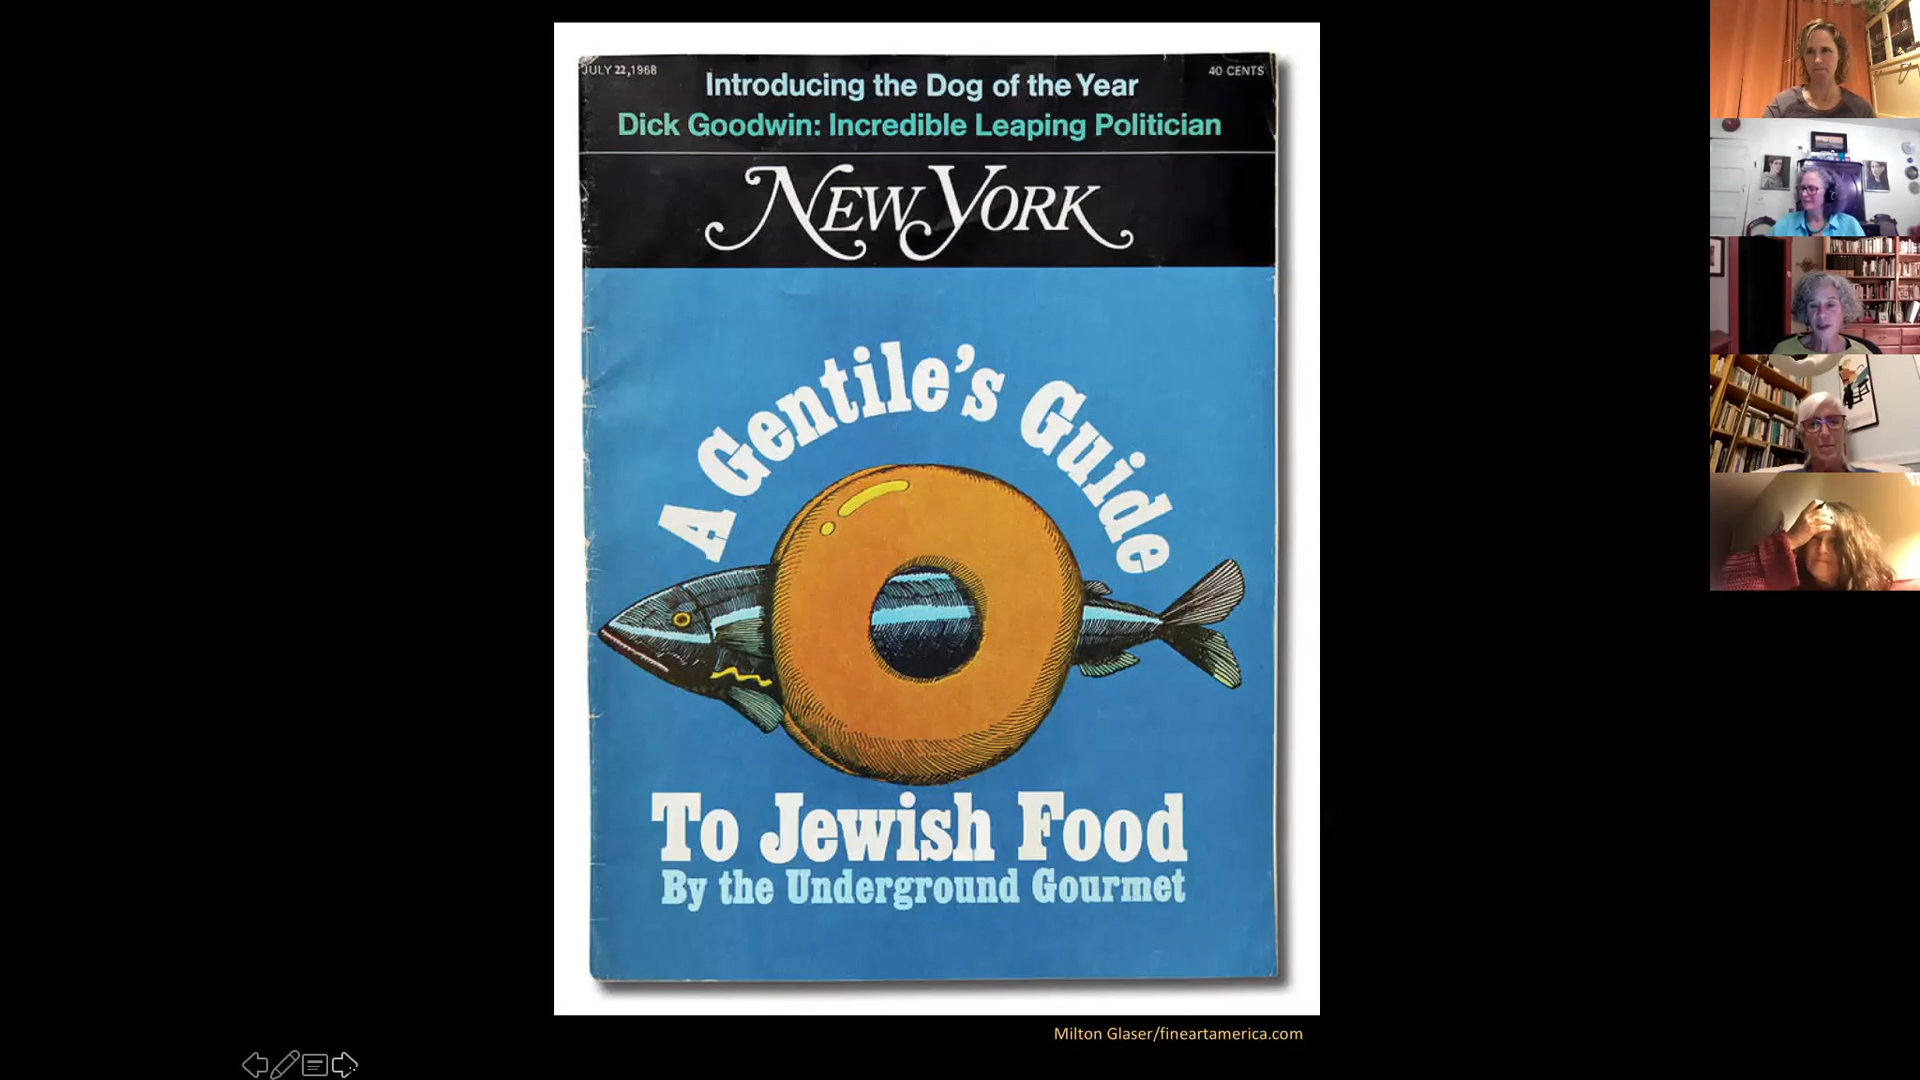 JULY 22, 1968
40 CENTS
Introducing the Dog of the Year
Dick Goodwin: Incredible Leaping Politician
NEW YORK
A Gentile's Guide
To Jewish Food
By the Underground Gourmet
Milton Glaser/fineartamerica.com